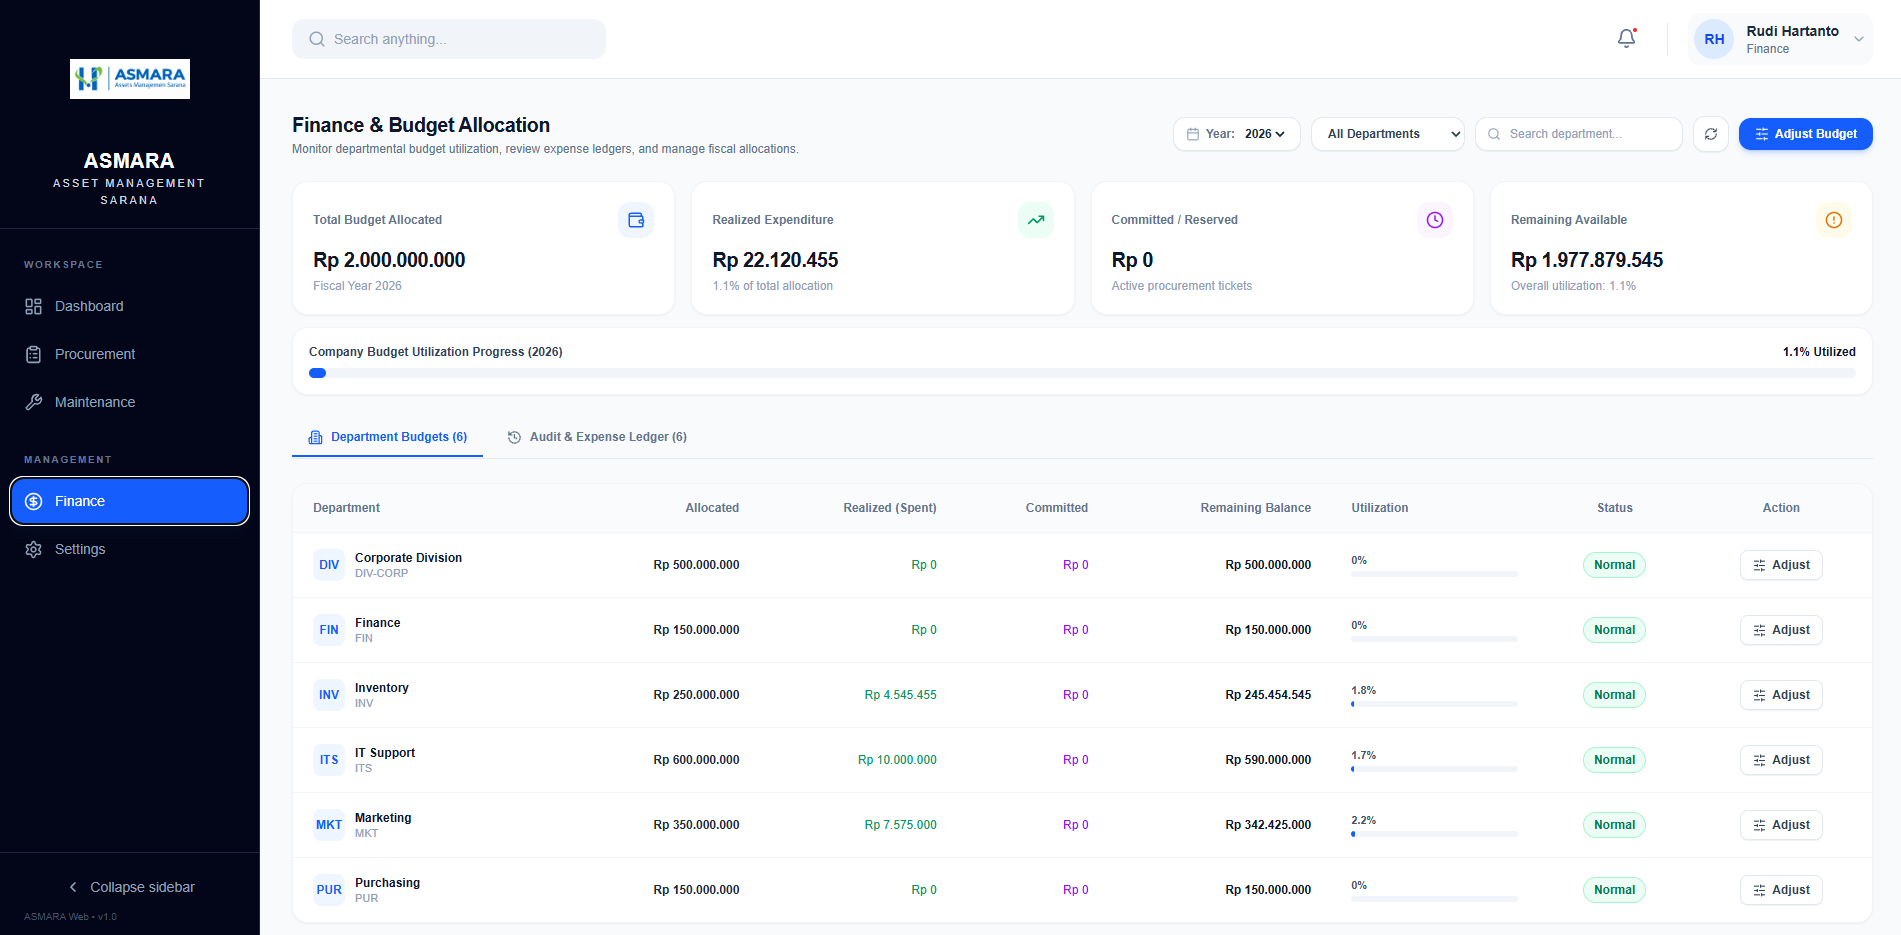 ASMARA
Assets Manajemen Sarana
ASMARA
ASSET MANAGEMENT
SARANA
WORKSPACE
Dashboard
Procurement
Maintenance
MANAGEMENT
Finance
Settings
Collapse sidebar
ASMARA Web • v1.0
Search anything...
RH
Rudi Hartanto
Finance
Finance & Budget Allocation
Monitor departmental budget utilization, review expense ledgers, and manage fiscal allocations.
Year: 2026
All Departments
Search department...
Adjust Budget
Total Budget Allocated
Rp 2.000.000.000
Fiscal Year 2026
Realized Expenditure
Rp 22.120.455
1.1% of total allocation
Committed / Reserved
Rp 0
Active procurement tickets
Remaining Available
Rp 1.977.879.545
Overall utilization: 1.1%
Company Budget Utilization Progress (2026)
1.1% Utilized
Department Budgets (6)
Audit & Expense Ledger (6)
Department Allocated Realized (Spent) Committed Remaining Balance Utilization Status Action
DIV Corporate Division Rp 500.000.000 Rp 0 Rp 0 Rp 500.000.000 0% Normal Adjust
DIV-CORP
FIN Finance Rp 150.000.000 Rp 0 Rp 0 Rp 150.000.000 0% Normal Adjust
FIN
INV Inventory Rp 250.000.000 Rp 4.545.455 Rp 0 Rp 245.454.545 1.8% Normal Adjust
INV
ITS IT Support Rp 600.000.000 Rp 10.000.000 Rp 0 Rp 590.000.000 1.7% Normal Adjust
ITS
MKT Marketing Rp 350.000.000 Rp 7.575.000 Rp 0 Rp 342.425.000 2.2% Normal Adjust
MKT
PUR Purchasing Rp 150.000.000 Rp 0 Rp 0 Rp 150.000.000 0% Normal Adjust
PUR